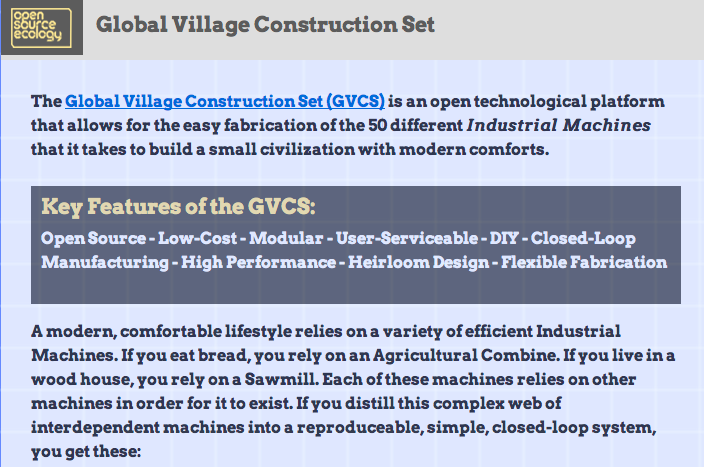 open
source
ecology
Global Village Construction Set
The Global Village Construction Set (GVCS) is an open technological platform
that allows for the easy fabrication of the 50 different Industrial Machines
that it takes to build a small civilization with modern comforts.
Key Features of the GVCS:
Open Source - Low-Cost - Modular - User-Serviceable - DIY - Closed-Loop
Manufacturing - High Performance - Heirloom Design - Flexible Fabrication
A modern, comfortable lifestyle relies on a variety of efficient Industrial
Machines. If you eat bread, you rely on an Agricultural Combine. If you live in a
wood house, you rely on a Sawmill. Each of these machines relies on other
machines in order for it to exist. If you distill this complex web of
interdependent machines into a reproduceable, simple, closed-loop system,
you get these: